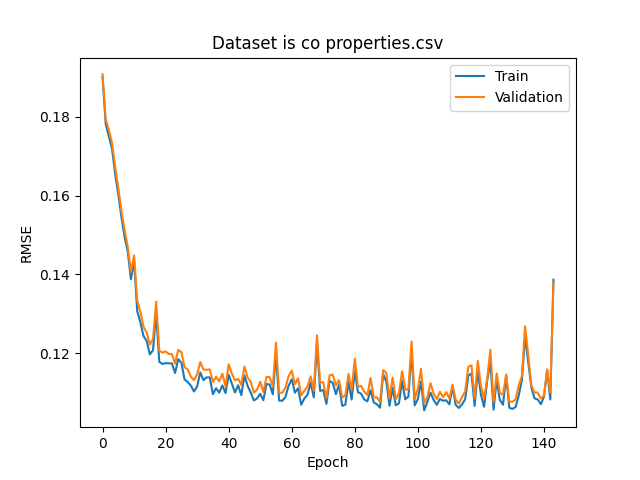 Dataset is co properties.csv
Train
Validation
RMSE
0.18
0.16
0.14
0.12
0 20 40 60 80 100 120 140
Epoch